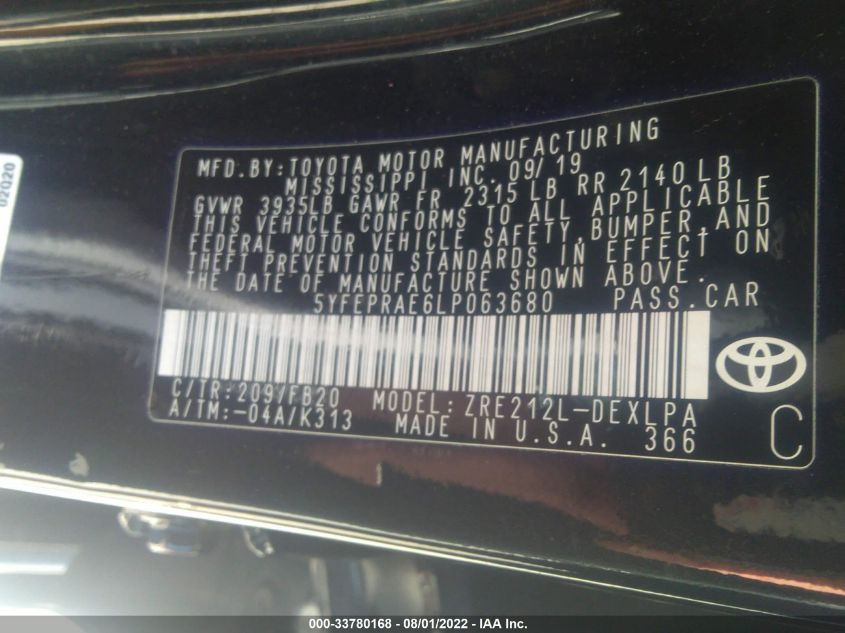 02020
MFD.BY:TOYOTA MOTOR MANUFACTURING
MISSISSIPPI INC. 09/19
GVWR 3935LB GAWR FR 2315 LB RR 2140 LB
THIS VEHICLE CONFORMS TO ALL APPLICABLE
FEDERAL MOTOR VEHICLE SAFETY,BUMPER,AND
THEFT PREVENTION STANDARDS IN EFFECT ON
THE DATE OF MANUFACTURE SHOWN ABOVE.
5YFEPRAE6LP063680 PASS.CAR
C/TR:209/FB20 MODEL:ZRE212L-DEXLPA
A/TM:-04A/K313 MADE IN U.S.A. 366
C
000-33780168 - 08/01/2022 - IAA Inc.